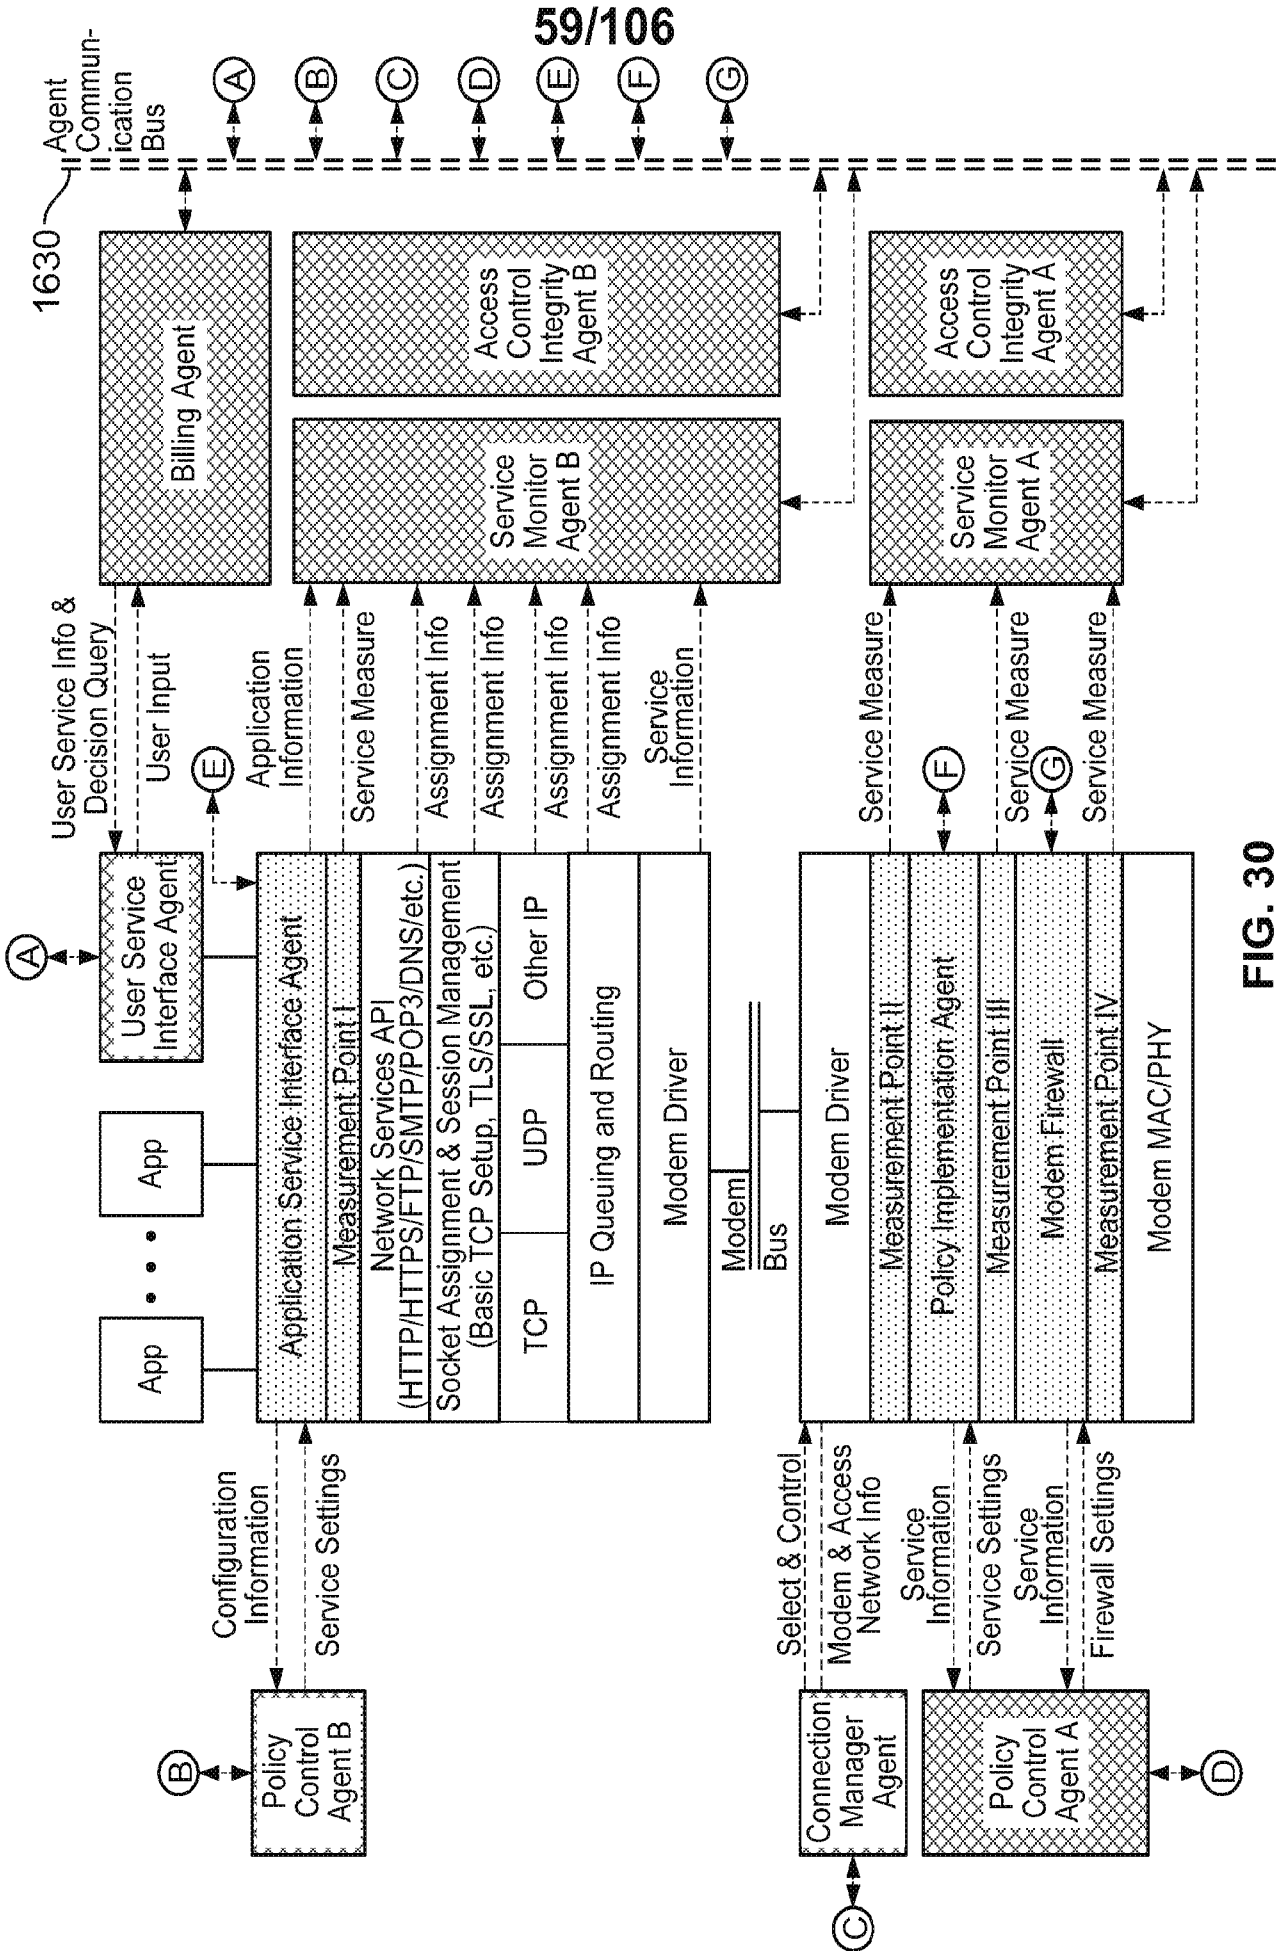 59/106
Agent
Commun-
ication
Bus
1630
A
B
C
D
E
F
G
Billing Agent
Access
Control
Integrity
Agent B
Access
Control
Integrity
Agent A
Service
Monitor
Agent B
Service
Monitor
Agent A
User Service Info &
Decision Query
User Input
E
Application
Information
Service Measure
Assignment Info
Assignment Info
Assignment Info
Assignment Info
Service
Information
Service Measure
F
Service Measure
G
Service Measure
A
User Service
Interface Agent
App
App
Application Service Interface Agent
Measurement Point I
Network Services API
(HTTP/HTTPS/FTP/SMTP/POP3/DNS/etc.)
Socket Assignment & Session Management
(Basic TCP Setup, TLS/SSL, etc.)
TCP
UDP
Other IP
IP Queuing and Routing
Modem Driver
Modem
Bus
Modem Driver
Measurement Point II
Policy Implementation Agent
Measurement Point III
Modem Firewall
Measurement Point IV
Modem MAC/PHY
Configuration
Information
Service Settings
Select & Control
Modem & Access
Network Info
Service
Information
Service Settings
Service
Information
Firewall Settings
B
Policy
Control
Agent B
Connection
Manager
Agent
C
Policy
Control
Agent A
D
FIG. 30